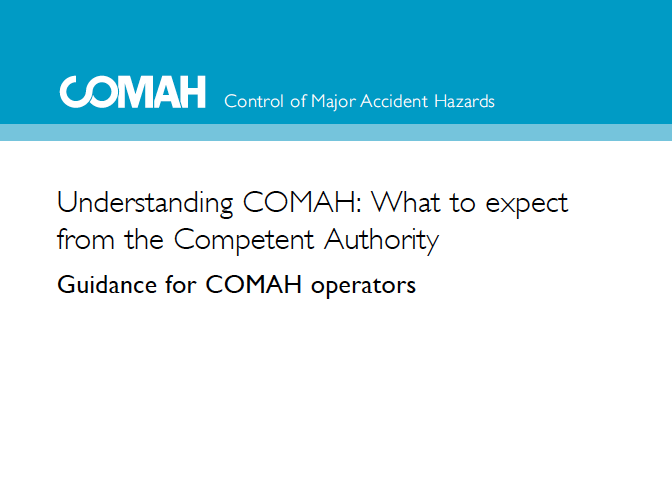 COMAH Control of Major Accident Hazards
Understanding COMAH: What to expect
from the Competent Authority
Guidance for COMAH operators